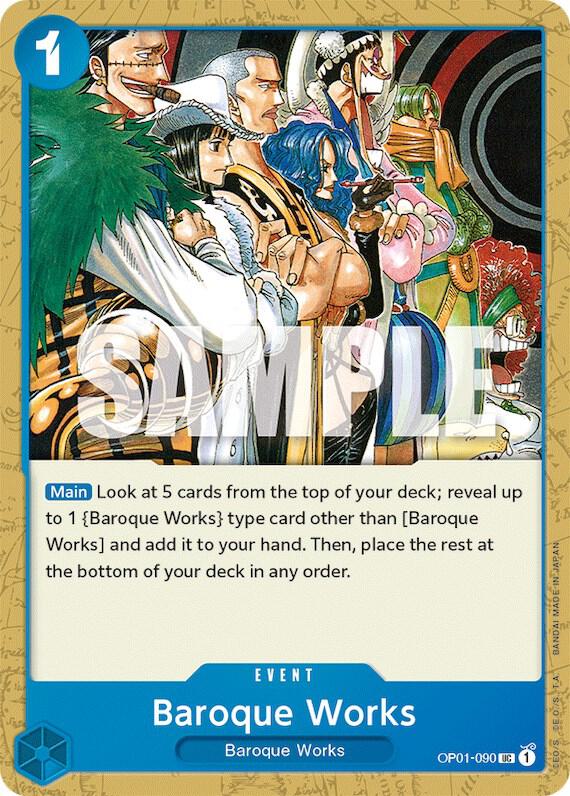 1
SAMPLE
Main Look at 5 cards from the top of your deck; reveal up
to 1 {Baroque Works} type card other than [Baroque
Works] and add it to your hand. Then, place the rest at
the bottom of your deck in any order.
EVENT
Baroque Works
Baroque Works
OP01-090 UC 1
BANDAI MADE IN JAPAN